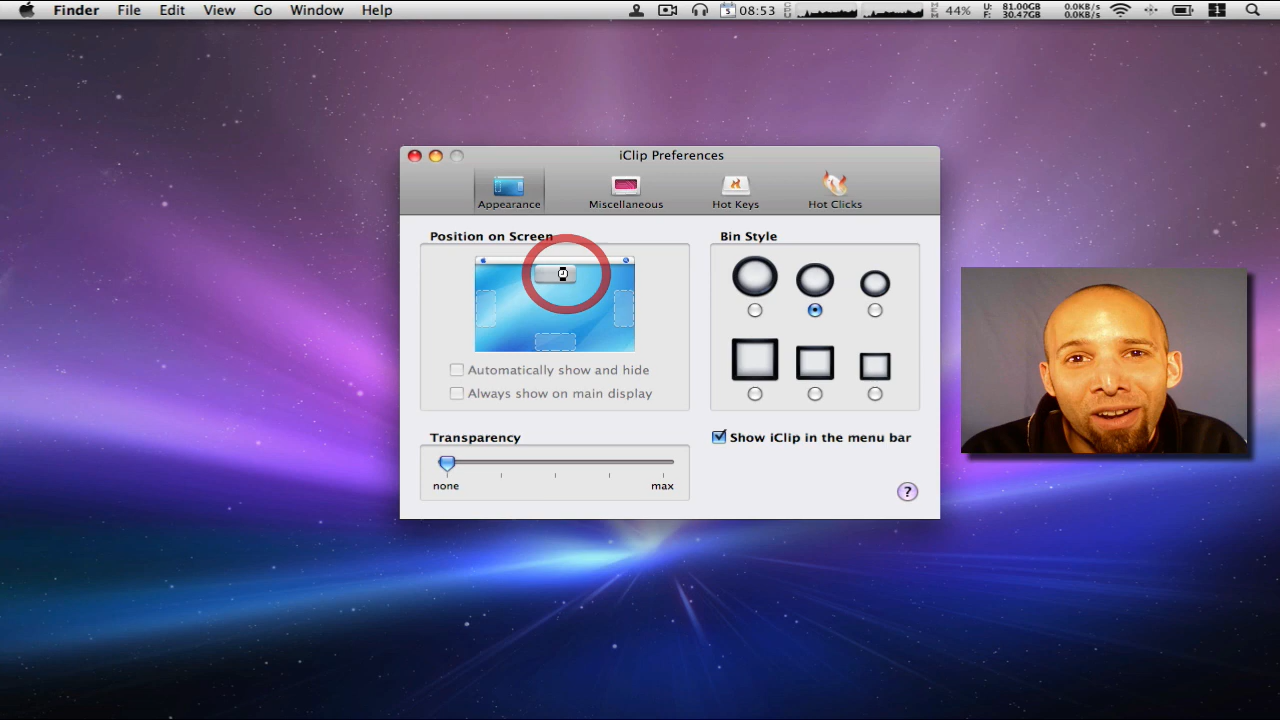 Finder File Edit View Go Window Help 08:53 44% U: 81.00GB 0.0KB/s
F: 30.47GB 0.0KB/s
iClip Preferences
Appearance Miscellaneous Hot Keys Hot Clicks
Position on Screen Bin Style
Automatically show and hide
Always show on main display
Transparency Show iClip in the menu bar
none max ?